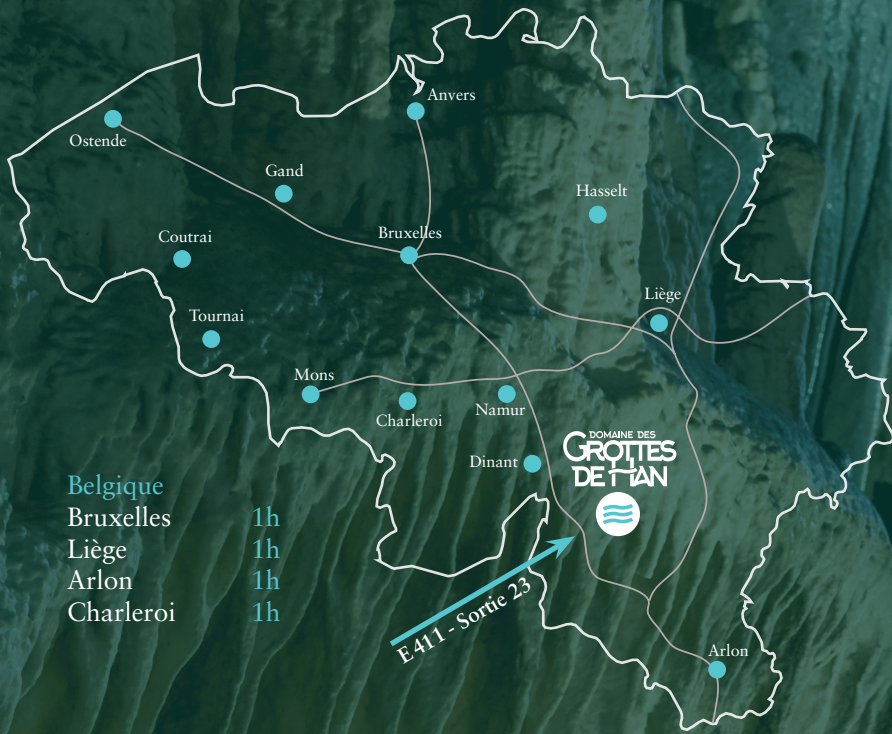 Anvers
Ostende
Gand
Hasselt
Bruxelles
Coutrai
Liège
Tournai
Mons
Charleroi
Namur
Dinant
DOMAINE DES
GROTTES
DE HAN
Belgique
Bruxelles 1h
Liège 1h
Arlon 1h
Charleroi 1h
E411 - Sortie 23
Arlon